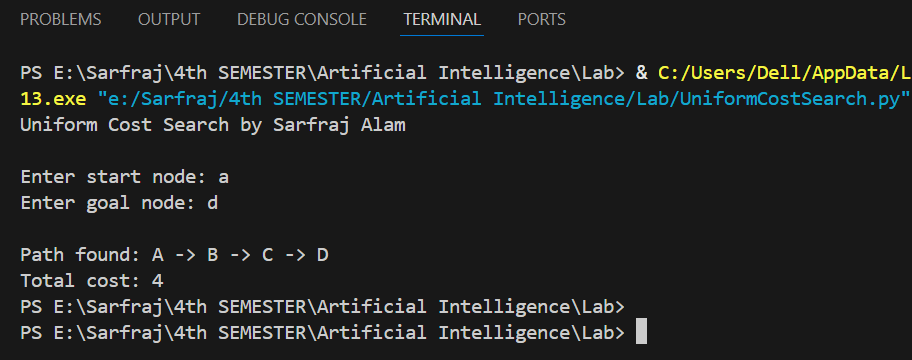 PROBLEMS OUTPUT DEBUG CONSOLE TERMINAL PORTS
PS E:\Sarfraj\4th SEMESTER\Artificial Intelligence\Lab> & C:/Users/Dell/AppData/L
13.exe "e:/Sarfraj/4th SEMESTER/Artificial Intelligence/Lab/UniformCostSearch.py"
Uniform Cost Search by Sarfraj Alam
Enter start node: a
Enter goal node: d
Path found: A -> B -> C -> D
Total cost: 4
PS E:\Sarfraj\4th SEMESTER\Artificial Intelligence\Lab>
PS E:\Sarfraj\4th SEMESTER\Artificial Intelligence\Lab>